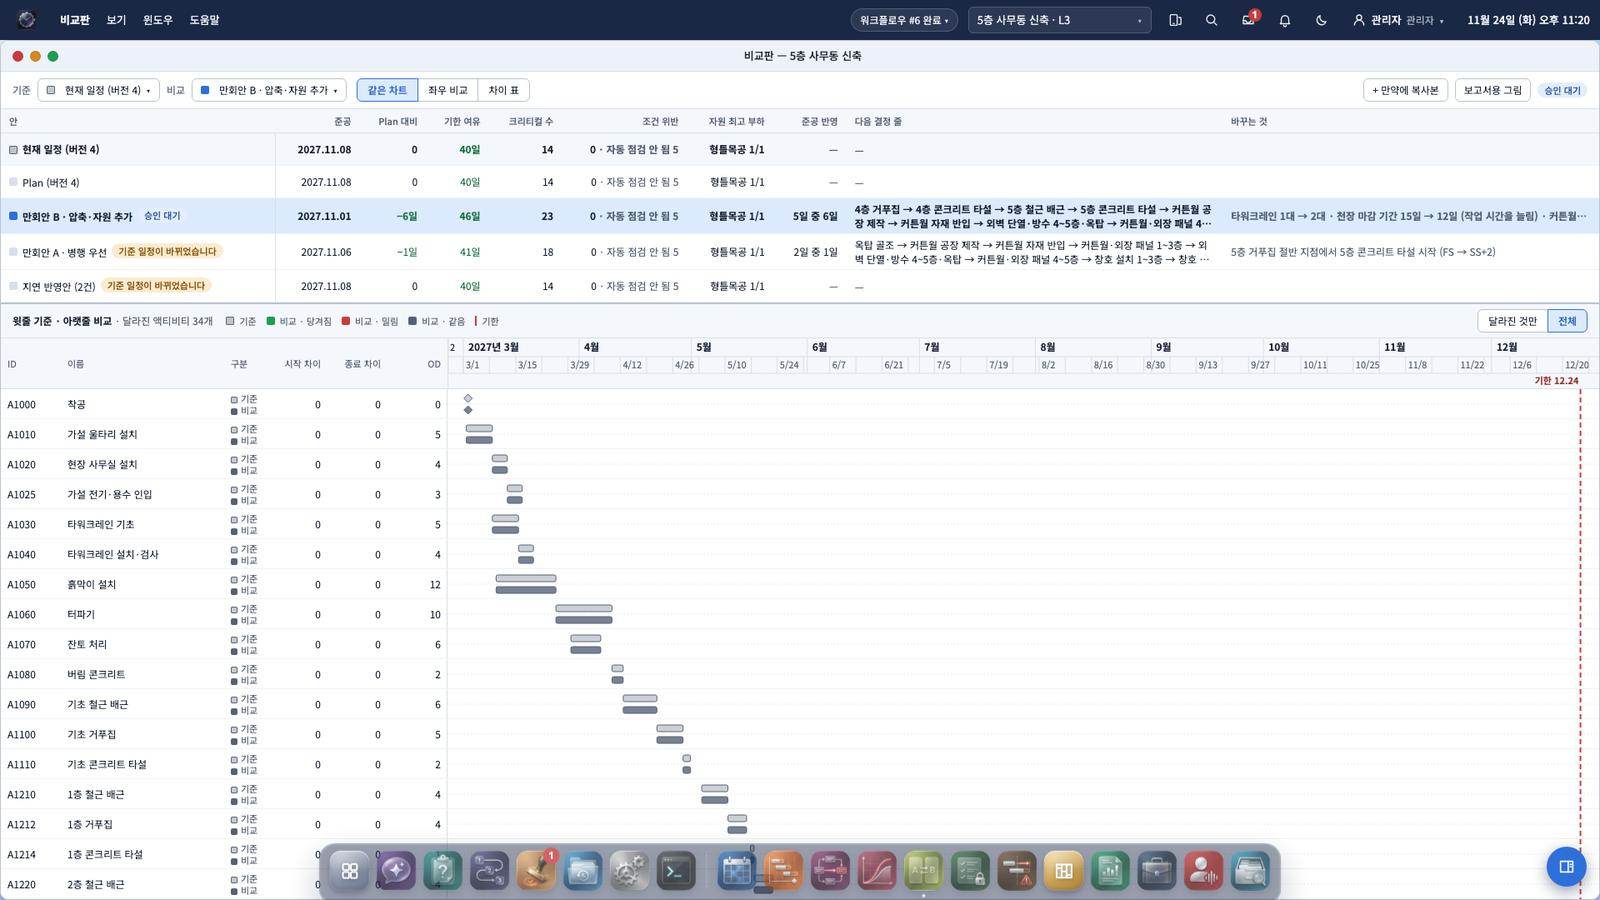 비교판 보기 윈도우 도움말 워크플로우 #6 완료 5층 사무동 신축 · L3 1 관리자 관리자 11월 24일 (화) 오후 11:20
비교판 — 5층 사무동 신축
기준 현재 일정 (버전 4) 비교 만회안 B · 압축·자원 추가 같은 차트 좌우 비교 차이 표 + 만약에 복사본 보고서용 그림 승인 대기
안 준공 Plan 대비 기한 여유 크리티컬 수 조건 위반 자원 최고 부하 준공 반영 다음 결정 줄 바꾸는 것
현재 일정 (버전 4) 2027.11.08 0 40일 14 0 · 자동 점검 안 됨 5 형틀목공 1/1 — —
Plan (버전 4) 2027.11.08 0 40일 14 0 · 자동 점검 안 됨 5 형틀목공 1/1 — —
만회안 B · 압축·자원 추가 승인 대기 2027.11.01 −6일 46일 23 0 · 자동 점검 안 됨 5 형틀목공 1/1 5일 중 6일 4층 거푸집 → 4층 콘크리트 타설 → 5층 철근 배근 → 5층 콘크리트 타설 → 커튼월 공
장 제작 → 커튼월 자재 반입 → 외벽 단열·방수 4~5층·옥탑 → 커튼월·외장 패널 4… 타워크레인 1대 → 2대 · 천장 마감 기간 15일 → 12일 (작업 시간을 늘림) · 커튼월…
만회안 A · 병행 우선 기준 일정이 바뀌었습니다 2027.11.06 −1일 41일 18 0 · 자동 점검 안 됨 5 형틀목공 1/1 2일 중 1일 옥탑 골조 → 커튼월 공장 제작 → 커튼월 자재 반입 → 커튼월·외장 패널 1~3층 → 외
벽 단열·방수 4~5층·옥탑 → 커튼월·외장 패널 4~5층 → 창호 설치 1~3층 → 창호 … 5층 거푸집 절반 지점에서 5층 콘크리트 타설 시작 (FS → SS+2)
지연 반영안 (2건) 기준 일정이 바뀌었습니다 2027.11.08 0 40일 14 0 · 자동 점검 안 됨 5 형틀목공 1/1 — —
윗줄 기준 · 아랫줄 비교 · 달라진 액티비티 34개 기준 비교 · 당겨짐 비교 · 밀림 비교 · 같음 기한 달라진 것만 전체
2 2027년 3월 4월 5월 6월 7월 8월 9월 10월 11월 12월
ID 이름 구분 시작 차이 종료 차이 OD 3/1 3/15 3/29 4/12 4/26 5/10 5/24 6/7 6/21 7/5 7/19 8/2 8/16 8/30 9/13 9/27 10/11 10/25 11/8 11/22 12/6 12/20
기한 12.24
A1000 착공 기준 비교 0 0 0
A1010 가설 울타리 설치 기준 비교 0 0 5
A1020 현장 사무실 설치 기준 비교 0 0 4
A1025 가설 전기·용수 인입 기준 비교 0 0 3
A1030 타워크레인 기초 기준 비교 0 0 5
A1040 타워크레인 설치·검사 기준 비교 0 0 4
A1050 흙막이 설치 기준 비교 0 0 12
A1060 터파기 기준 비교 0 0 10
A1070 잔토 처리 기준 비교 0 0 6
A1080 버림 콘크리트 기준 비교 0 0 2
A1090 기초 철근 배근 기준 비교 0 0 6
A1100 기초 거푸집 기준 비교 0 0 5
A1110 기초 콘크리트 타설 기준 비교 0 0 2
A1210 1층 철근 배근 기준 비교 0 0 4
A1212 1층 거푸집 기준 비교 0 0 4
A1214 1층 콘크리트 타설 기준 비교
A1220 2층 철근 배근 기준 비교
1
A B